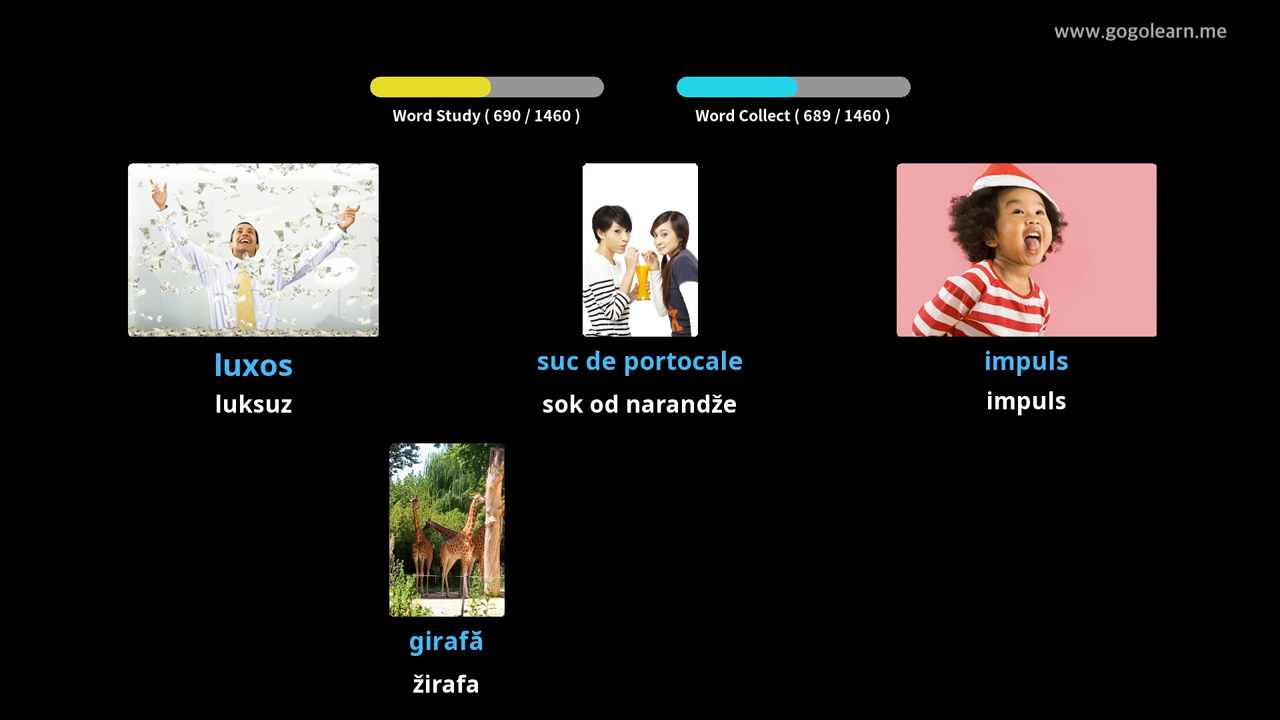 www.gogolearn.me
Word Study ( 690 / 1460 )
Word Collect ( 689 / 1460 )
luxos
luksuz
suc de portocale
sok od narandže
impuls
impuls
girafă
žirafa